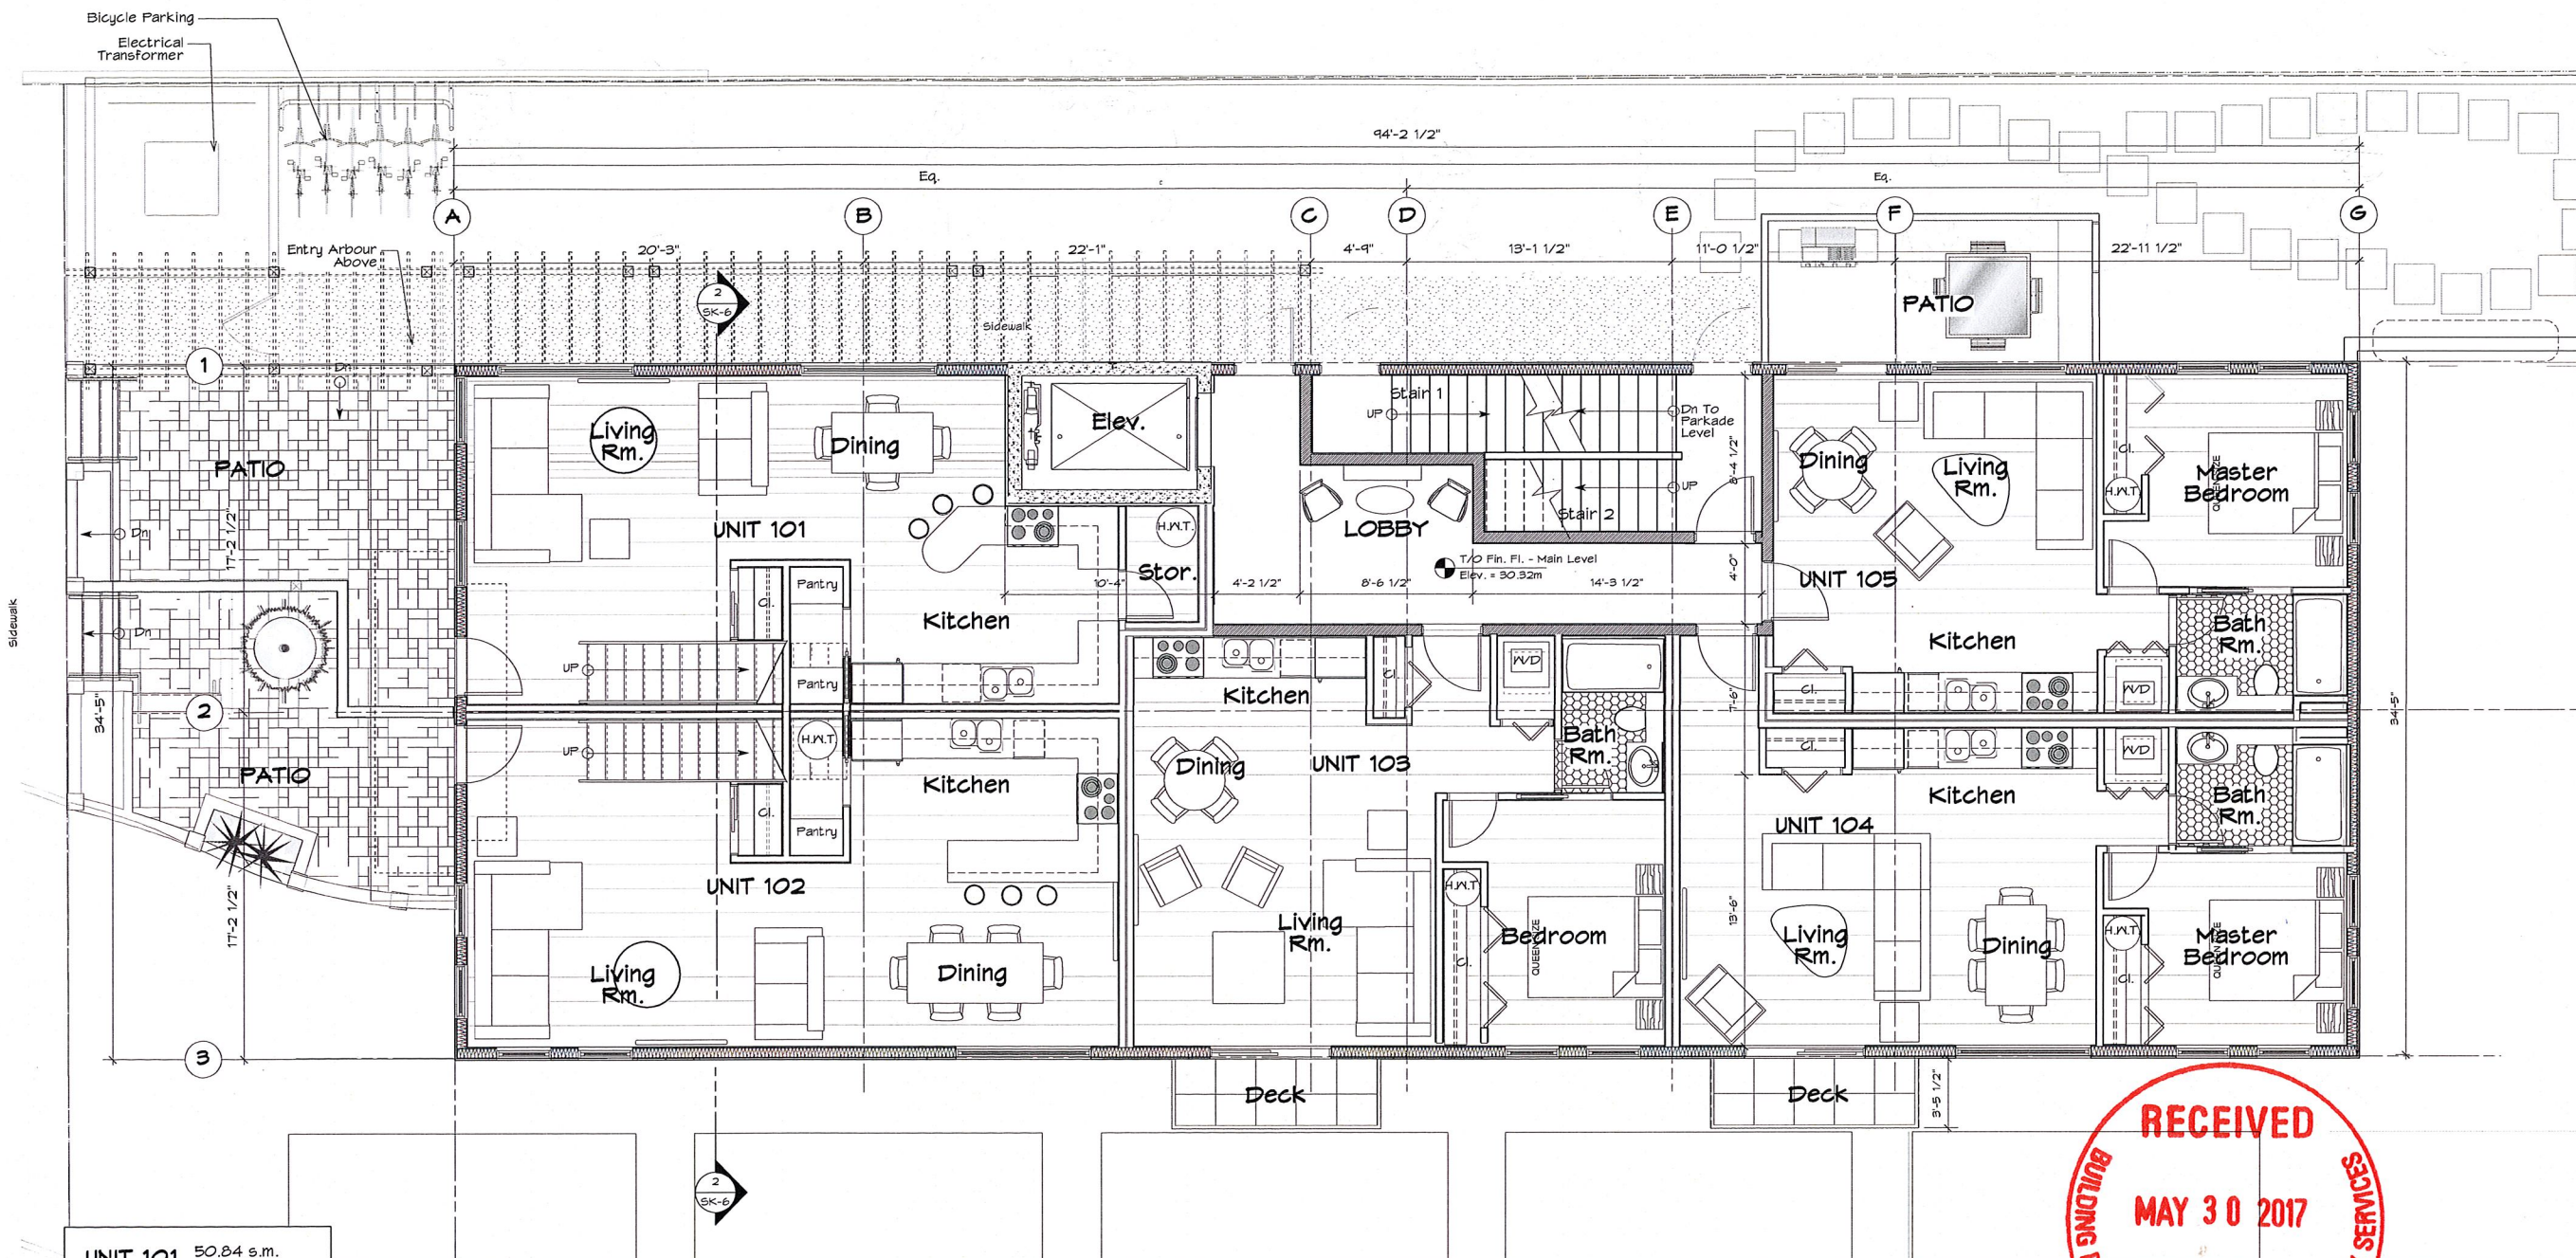 Bicycle Parking
Electrical
Transformer
94'-2 1/2"
Eq.
Eq.
A
B
C
D
E
F
G
Entry Arbour
Above
20'-3"
22'-1"
4'-9"
13'-1 1/2"
11'-0 1/2"
22'-11 1/2"
2
SK-6
Sidewalk
PATIO
1
Dn
Living
Rm.
Dining
Elev.
Stair 1
UP
Dn To
Parkade
Level
8'-4 1/2"
Dining
Living
Rm.
Cl.
H.W.T.
Master
Bedroom
QUEEN SIZE
PATIO
17'-2 1/2"
Dn
UNIT 101
H.W.T.
LOBBY
UP
Stair 2
T/O Fin. Fl. - Main Level
Elev. = 30.32m
Stor.
10'-4"
4'-2 1/2"
8'-6 1/2"
14'-3 1/2"
4'-0"
UNIT 105
Pantry
Cl.
Kitchen
Sidewalk
Dn
UP
Pantry
Kitchen
Cl.
W/D
Kitchen
Bath
Rm.
Cl.
W/D
7'-6"
2
34'-5"
34'-5"
UP
H.W.T
Kitchen
Cl.
Pantry
Dining
UNIT 103
Bath
Rm.
Cl.
W/D
Kitchen
Bath
Rm.
UNIT 104
PATIO
UNIT 102
17'-2 1/2"
Living
Rm.
Dining
Living
Rm.
H.W.T
Cl.
Bedroom
QUEEN SIZE
13'-6"
Living
Rm.
Dining
H.W.T.
Cl.
Master
Bedroom
QUEEN SIZE
3
Deck
Deck
3'-5 1/2"
2
SK-6
RECEIVED
MAY 30 2017
BUILDING
SERVICES
UNIT 101 50.84 s.m.